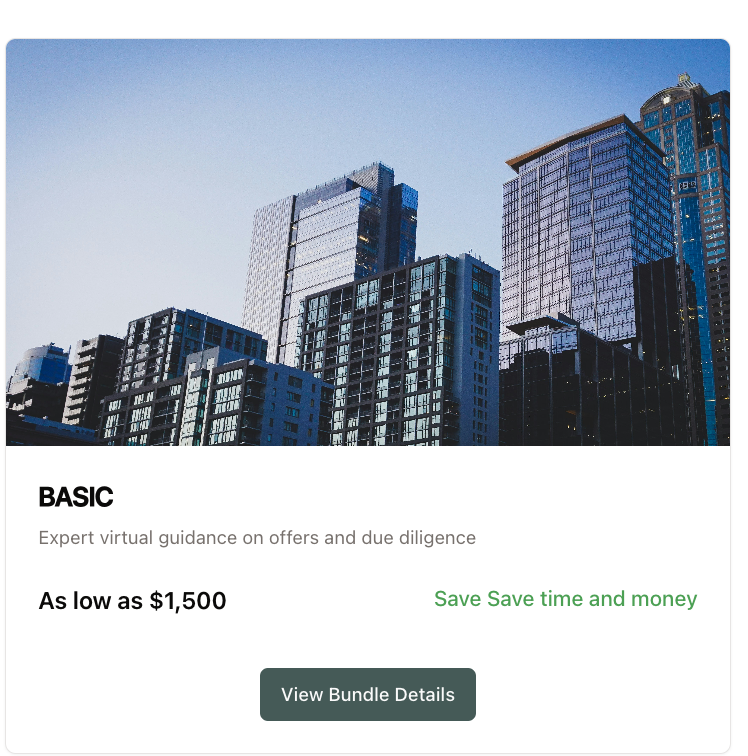 BASIC
Expert virtual guidance on offers and due diligence
As low as $1,500
Save Save time and money
View Bundle Details